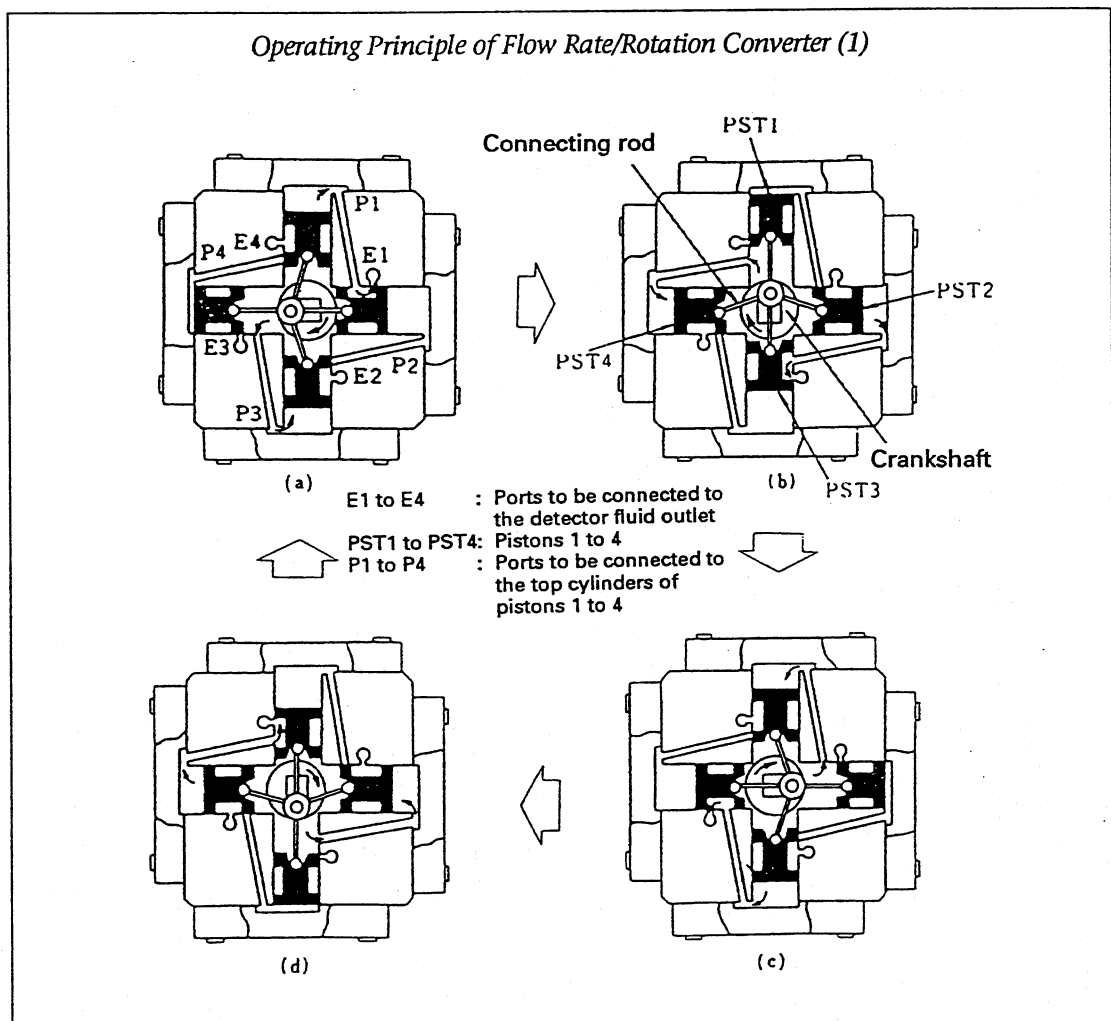 Operating Principle of Flow Rate/Rotation Converter (1)
PST1
Connecting rod
P1
E4
P4
E1
PST2
E3
PST4
P2
E2
P3
Crankshaft
(a)
(b)
PST3
E1 to E4 : Ports to be connected to
the detector fluid outlet
PST1 to PST4: Pistons 1 to 4
P1 to P4 : Ports to be connected to
the top cylinders of
pistons 1 to 4
(d)
(c)